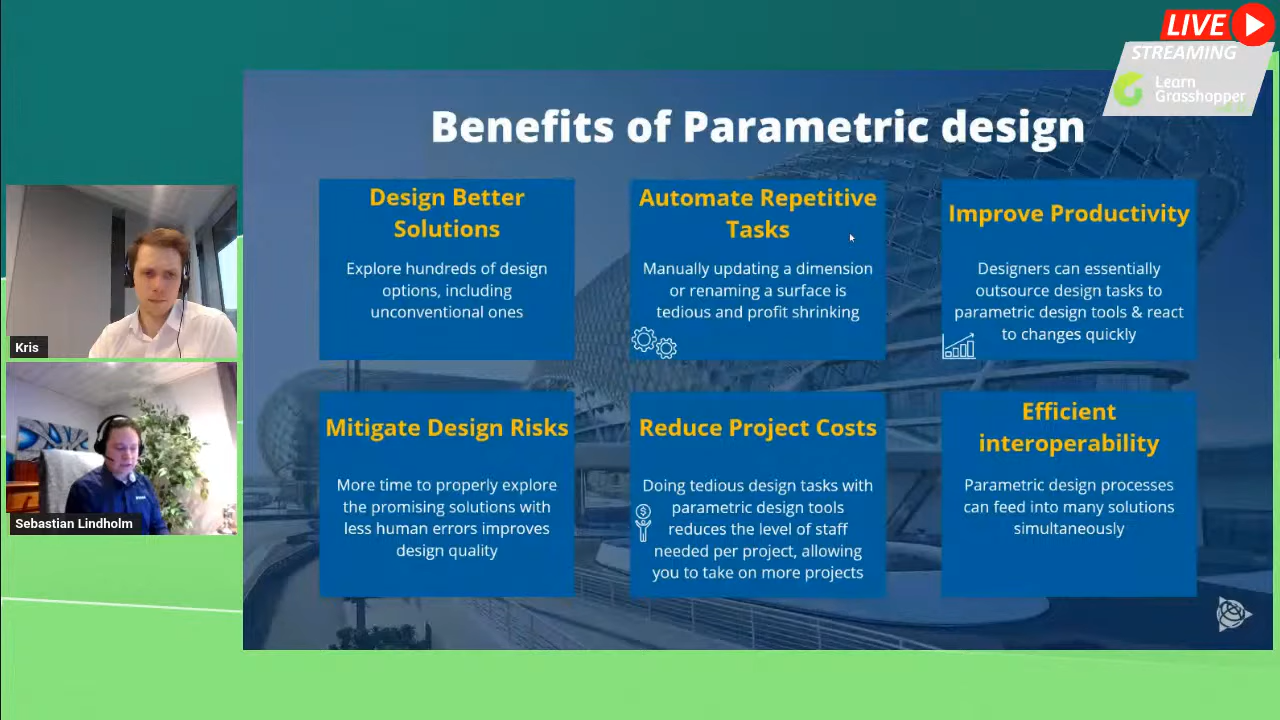 LIVE
STREAMING
Learn
Grasshopper
Benefits of Parametric design
Design Better
Solutions
Explore hundreds of design
options, including
unconventional ones
Automate Repetitive
Tasks
Manually updating a dimension
or renaming a surface is
tedious and profit shrinking
Improve Productivity
Designers can essentially
outsource design tasks to
parametric design tools & react
to changes quickly
Kris
Sebastian Lindholm
Mitigate Design Risks
More time to properly explore
the promising solutions with
less human errors improves
design quality
Reduce Project Costs
Doing tedious design tasks with
parametric design tools
reduces the level of staff
needed per project, allowing
you to take on more projects
Efficient
interoperability
Parametric design processes
can feed into many solutions
simultaneously